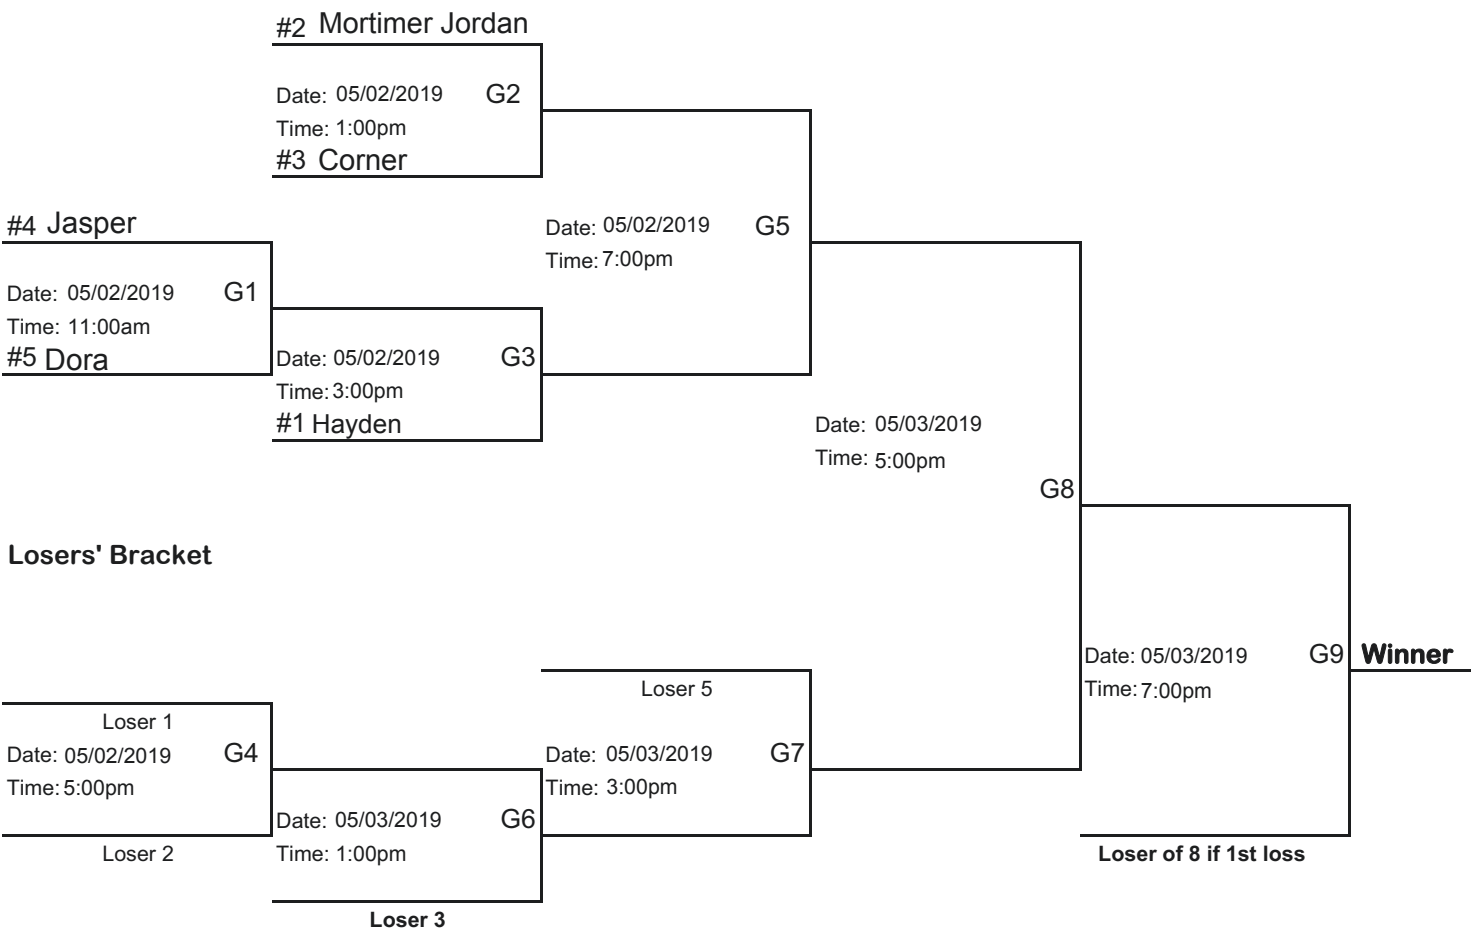 #2 Mortimer Jordan
Date: 05/02/2019 G2
Time: 1:00pm
#3 Corner
#4 Jasper
Date: 05/02/2019 G1
Time: 11:00am
#5 Dora
Date: 05/02/2019 G5
Time: 7:00pm
Date: 05/02/2019 G3
Time: 3:00pm
#1 Hayden
Date: 05/03/2019
Time: 5:00pm
G8
Losers' Bracket
Date: 05/03/2019 G9 Winner
Time: 7:00pm
Loser of 8 if 1st loss
Loser 5
Date: 05/03/2019 G7
Time: 3:00pm
Loser 1
Date: 05/02/2019 G4
Time: 5:00pm
Loser 2
Date: 05/03/2019 G6
Time: 1:00pm
Loser 3